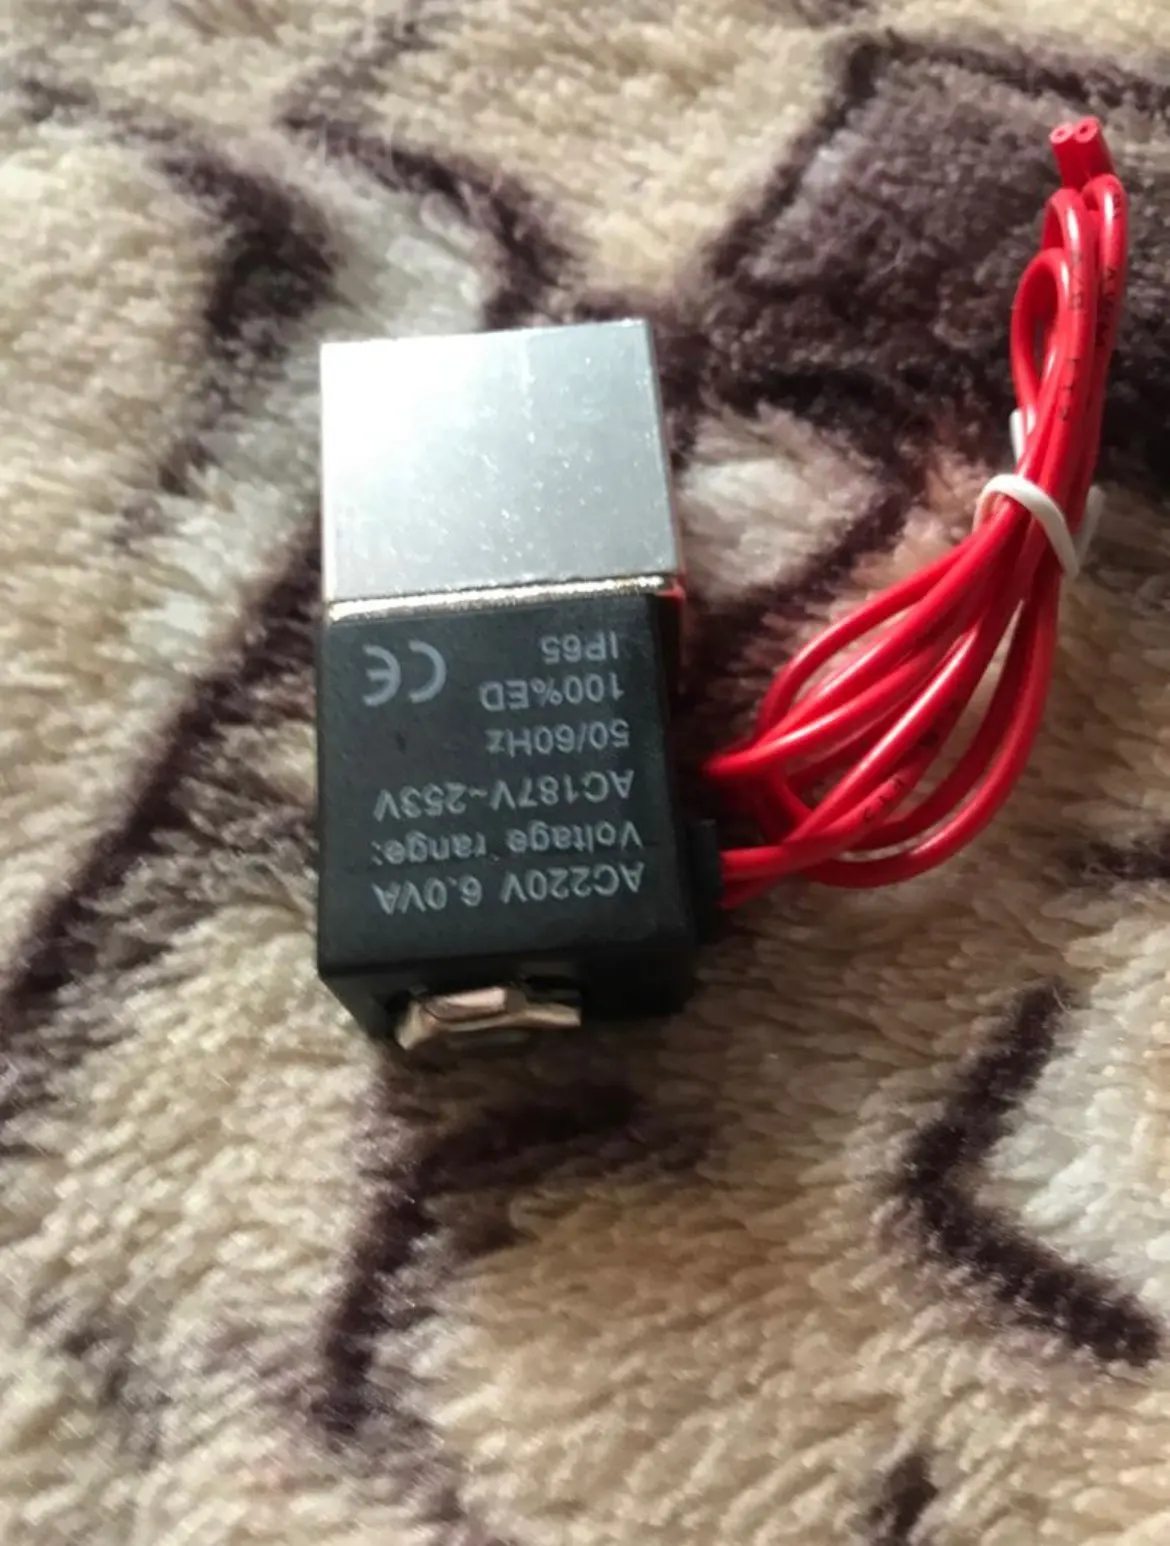 AC220V 6.0VA
Voltage range:
AC187V~253V
50/60Hz
100%ED
IP65
CE